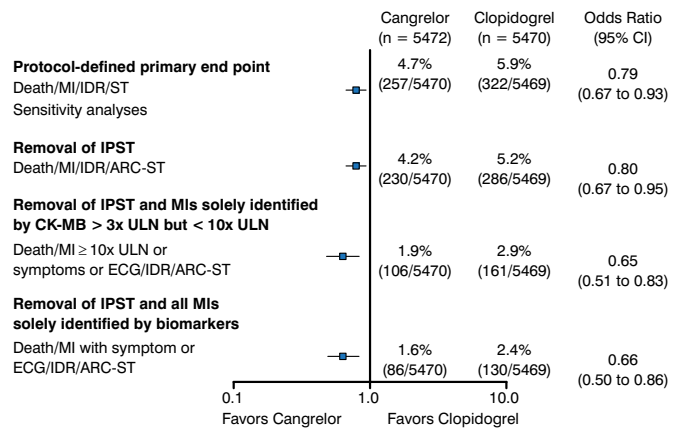 Cangrelor Clopidogrel Odds Ratio
(n = 5472) (n = 5470) (95% CI)
Protocol-defined primary end point
Death/MI/IDR/ST
Sensitivity analyses
4.7% 5.9% 0.79
(257/5470) (322/5469) (0.67 to 0.93)
Removal of IPST
Death/MI/IDR/ARC-ST
4.2% 5.2% 0.80
(230/5470) (286/5469) (0.67 to 0.95)
Removal of IPST and MIs solely identified
by CK-MB > 3x ULN but < 10x ULN
Death/MI ≥ 10x ULN or
symptoms or ECG/IDR/ARC-ST
1.9% 2.9% 0.65
(106/5470) (161/5469) (0.51 to 0.83)
Removal of IPST and all MIs
solely identified by biomarkers
Death/MI with symptom or
ECG/IDR/ARC-ST
1.6% 2.4% 0.66
(86/5470) (130/5469) (0.50 to 0.86)
0.1 1.0 10.0
Favors Cangrelor Favors Clopidogrel